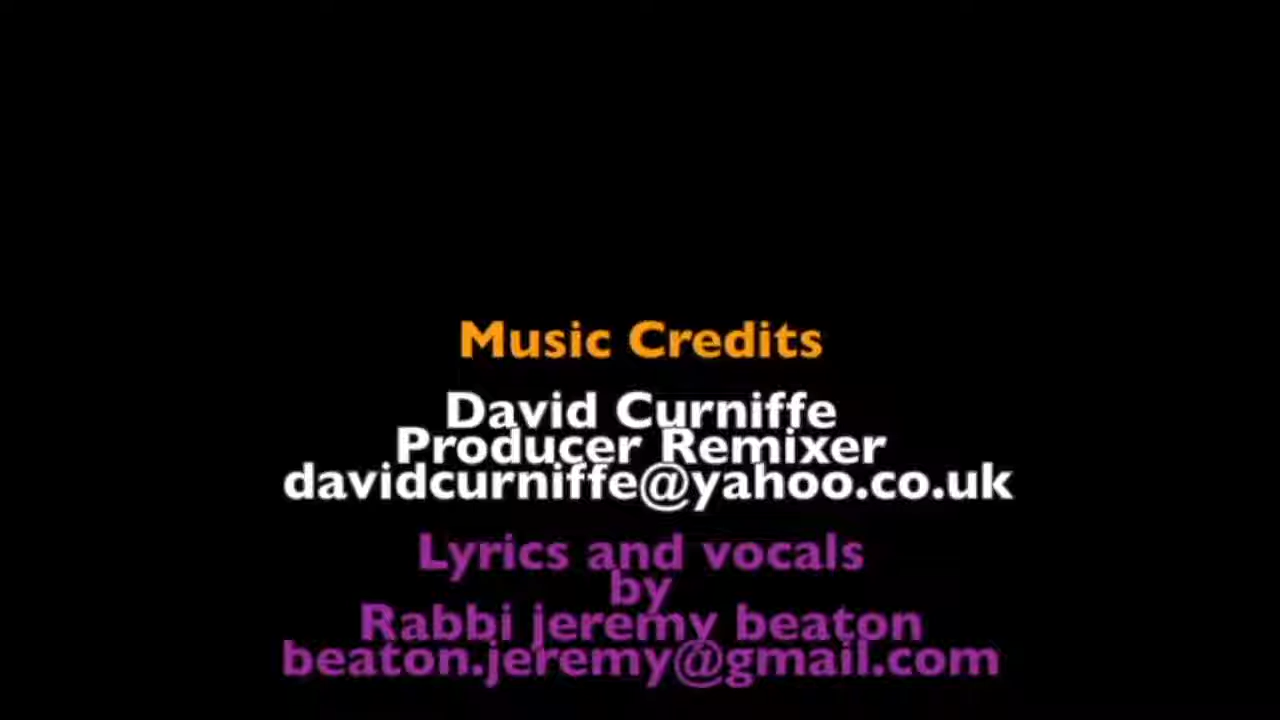 Music Credits
David Curniffe
Producer Remixer
davidcurniffe@yahoo.co.uk
Lyrics and vocals
by
Rabbi jeremy beaton
beaton.jeremy@gmail.com